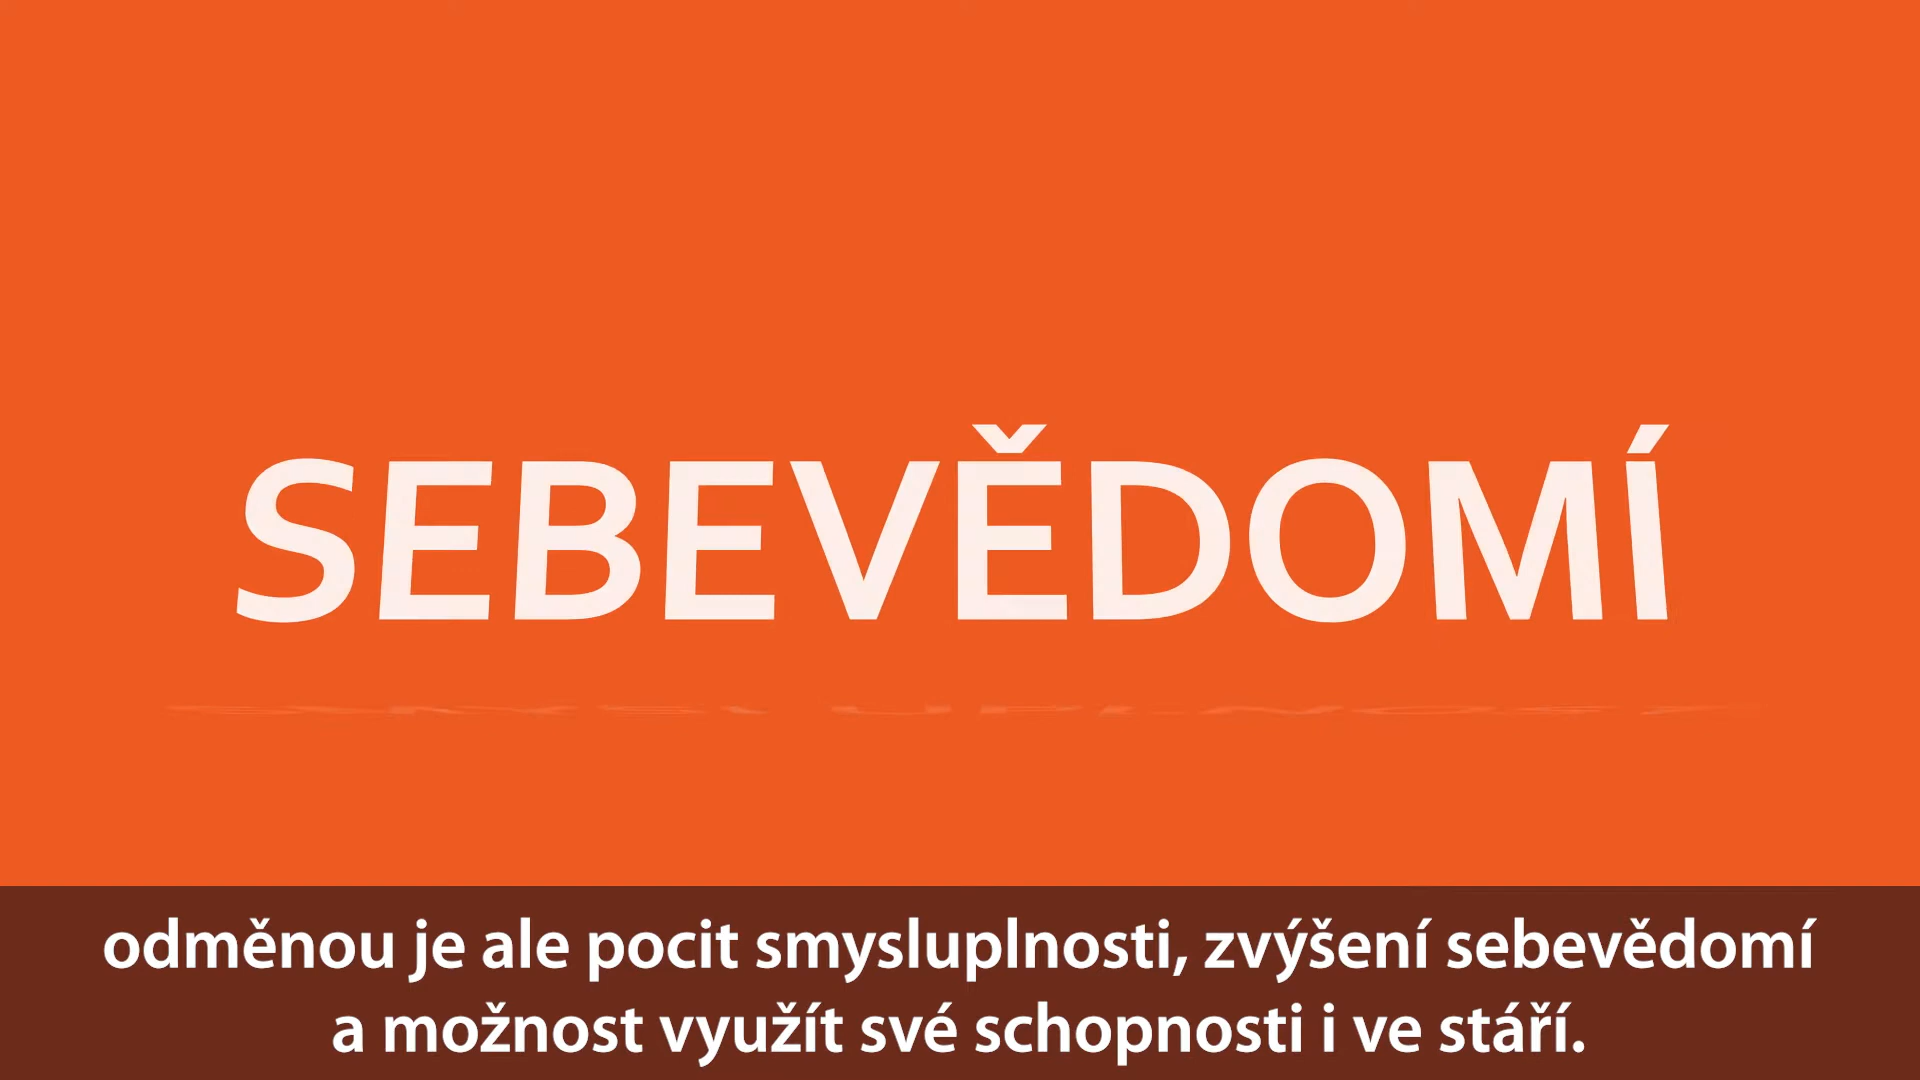 SEBEVĚDOMÍ
odměnou je ale pocit smysluplnosti, zvýšení sebevědomí
a možnost využít své schopnosti i ve stáří.